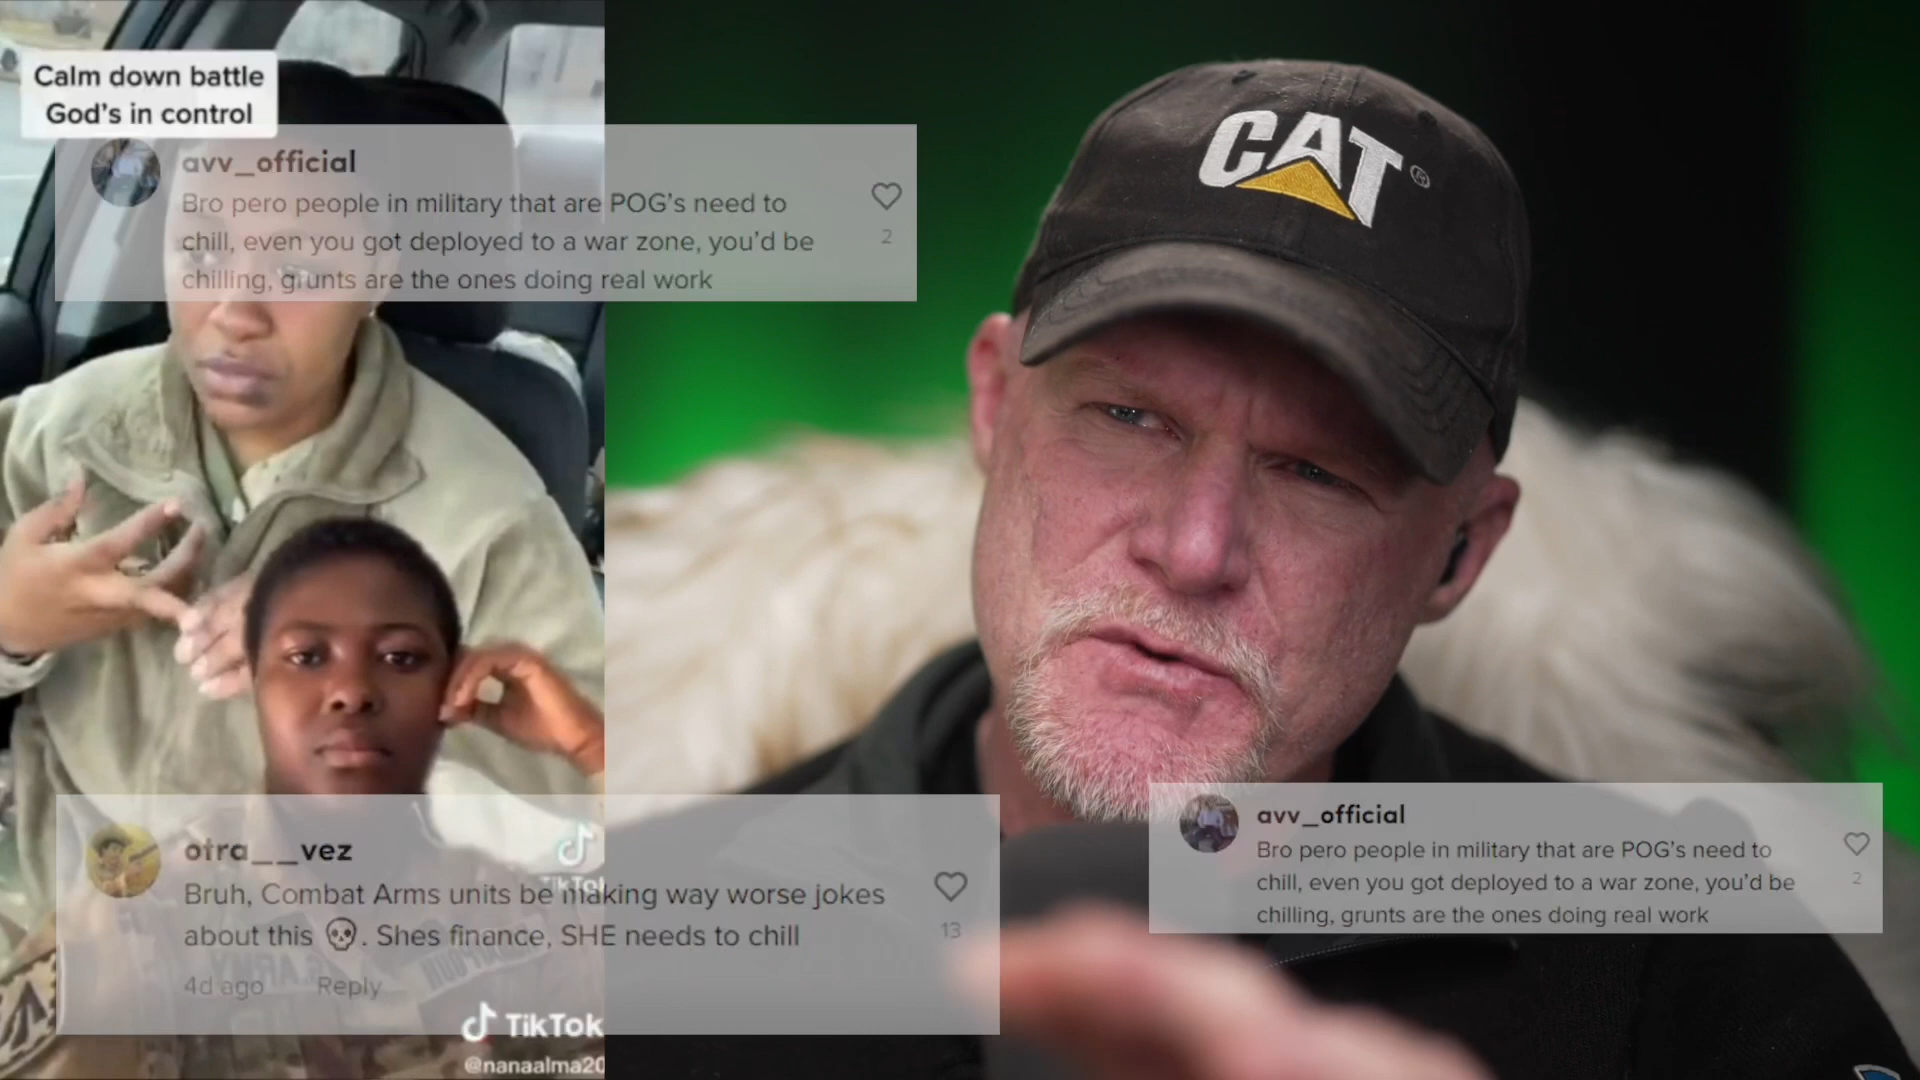 Calm down battle
God's in control
avv_official
Bro pero people in military that are POG's need to
chill, even you got deployed to a war zone, you'd be
chilling, grunts are the ones doing real work
2
CAT®
otra__vez
Bruh, Combat Arms units be making way worse jokes
about this 💀. Shes finance, SHE needs to chill
13
4d ago Reply
TikTok
TikTok
@nanaalma20
avv_official
Bro pero people in military that are POG's need to
chill, even you got deployed to a war zone, you'd be
chilling, grunts are the ones doing real work
2